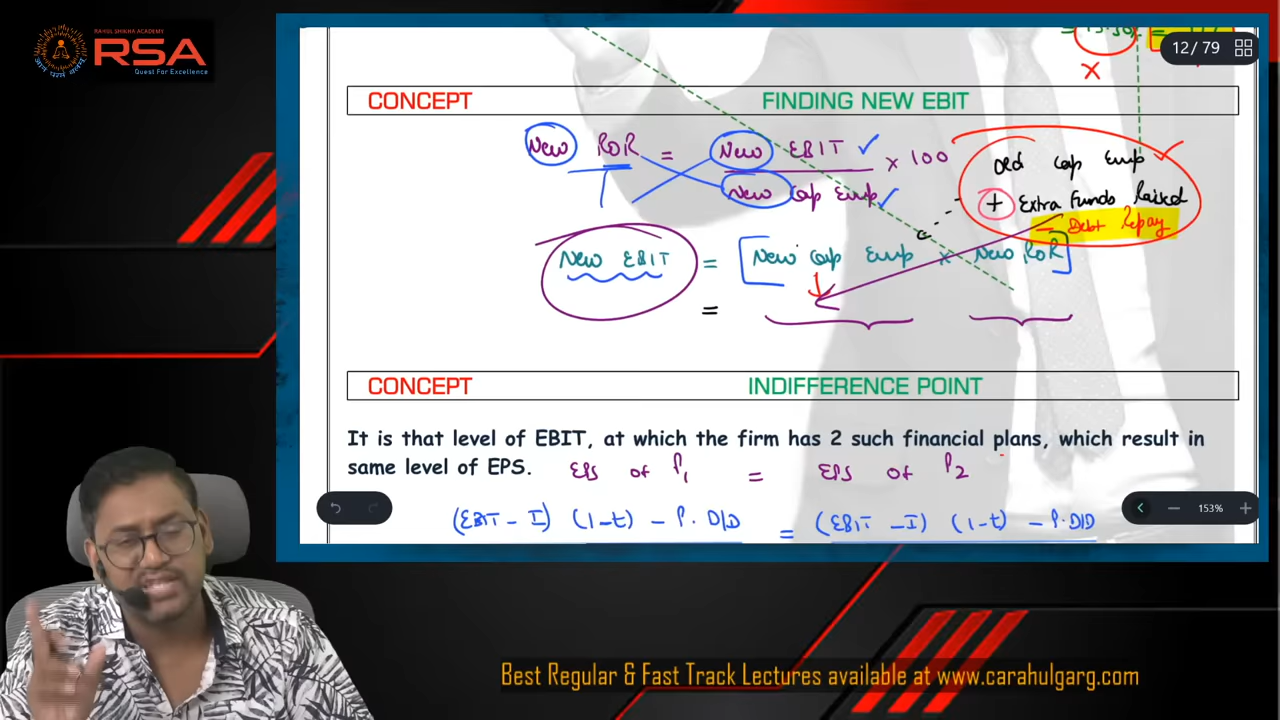 RAHUL SHIKHA ACADEMY
RSA
Quest For Excellence
12 / 79
x
CONCEPT FINDING NEW EBIT
New ROR = New EBIT x 100
New Cap Emp
Old Cap Emp
+ Extra Funds Raised
- Debt Repay
New EBIT = [New Cap Emp x New ROR]
=
CONCEPT INDIFFERENCE POINT
It is that level of EBIT, at which the firm has 2 such financial plans, which result in
same level of EPS. EPS of P1 = EPS of P2
(EBIT - I) (1-t) - P.D/D = (EBIT - I) (1-t) - P.D/D
153%
Best Regular & Fast Track Lectures available at www.carahulgarg.com